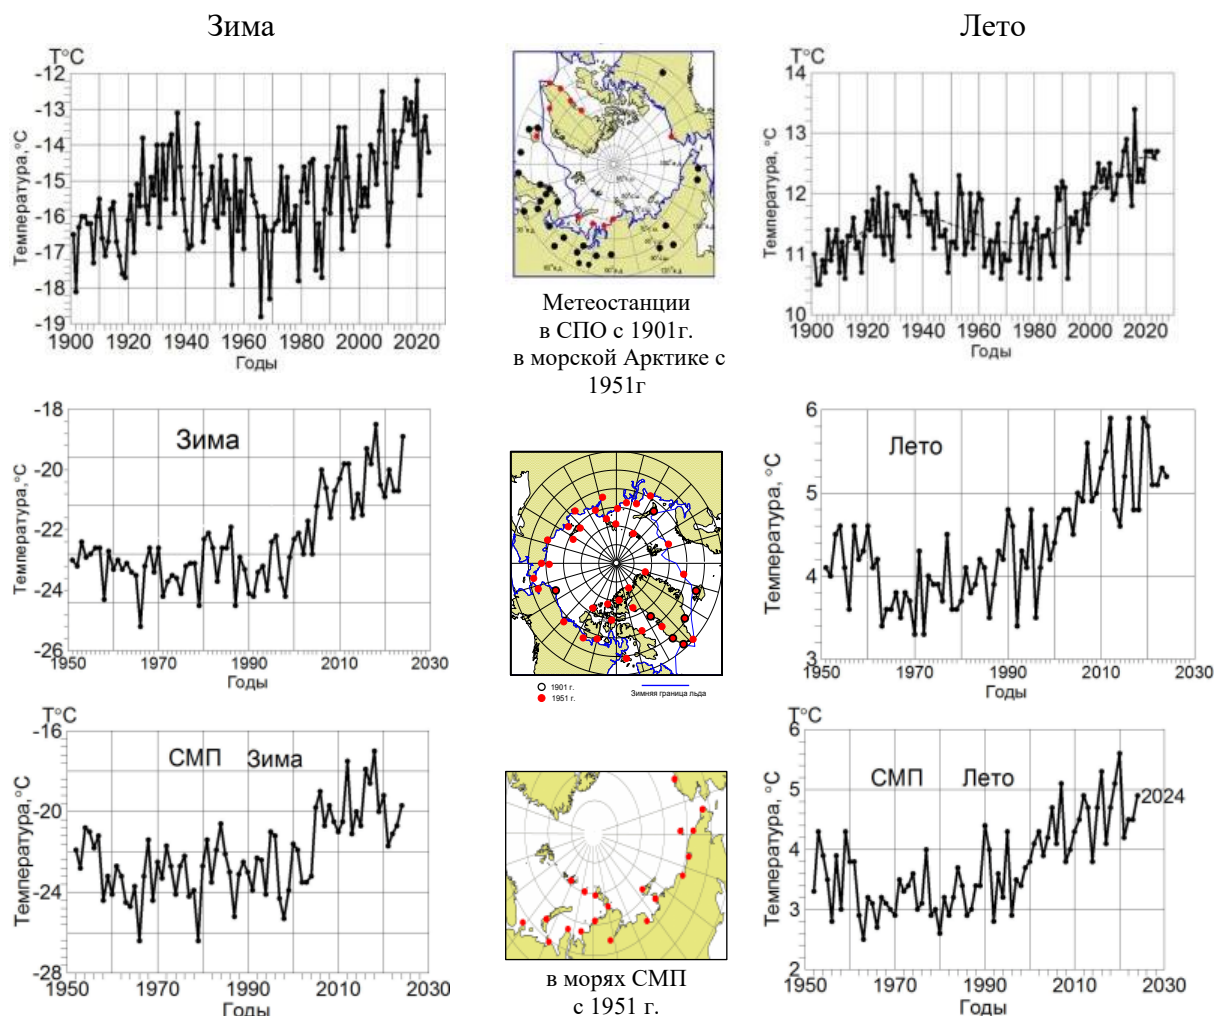 Зима
Лето
T°C
-12
-13
-14
-15
-16
-17
-18
-19
Температура,°C
1900 1920 1940 1960 1980 2000 2020
Годы
Метеостанции
в СПО с 1901г.
в морской Арктике с
1951г
T°C
14
13
12
11
10
Температура,°C
1900 1920 1940 1960 1980 2000 2020
Годы
-18
-20
-22
-24
-26
Температура,°C
Зима
1950 1970 1990 2010 2030
Годы
1901 г.
1951 г.
Зимняя граница льда
6
5
4
3
Температура, °C
Лето
1950 1960 1970 1980 1990 2000 2010 2020 2030
Годы
T°C
-16
-20
-24
-28
Температура,°C
СМП Зима
1950 1970 1990 2010 2030
Годы
в морях СМП
с 1951 г.
T°C
6
5
4
3
2
Температура, °C
СМП Лето
2024
1950 1970 1990 2010 2030
Годы